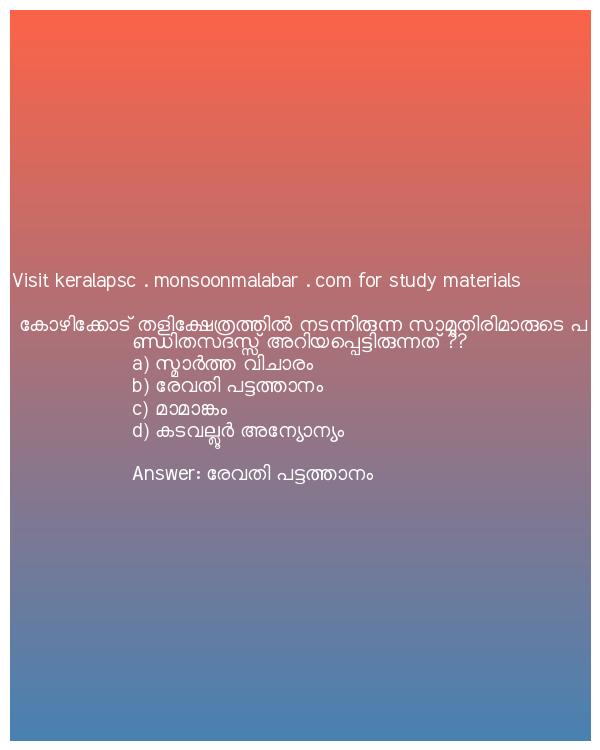 Visit keralapsc . monsoonmalabar . com for study materials
കോഴിക്കോട് തളിക്ഷേത്രത്തിൽ നടന്നിരുന്ന സാമൂതിരിമാരുടെ പ
ണ്ഡിതസദസ്സ് അറിയപ്പെട്ടിരുന്നത് ??
a) സ്മാർത്ത വിചാരം
b) രേവതി പട്ടത്താനം
c) മാമാങ്കം
d) കടവല്ലൂർ അന്യോന്യം
Answer: രേവതി പട്ടത്താനം